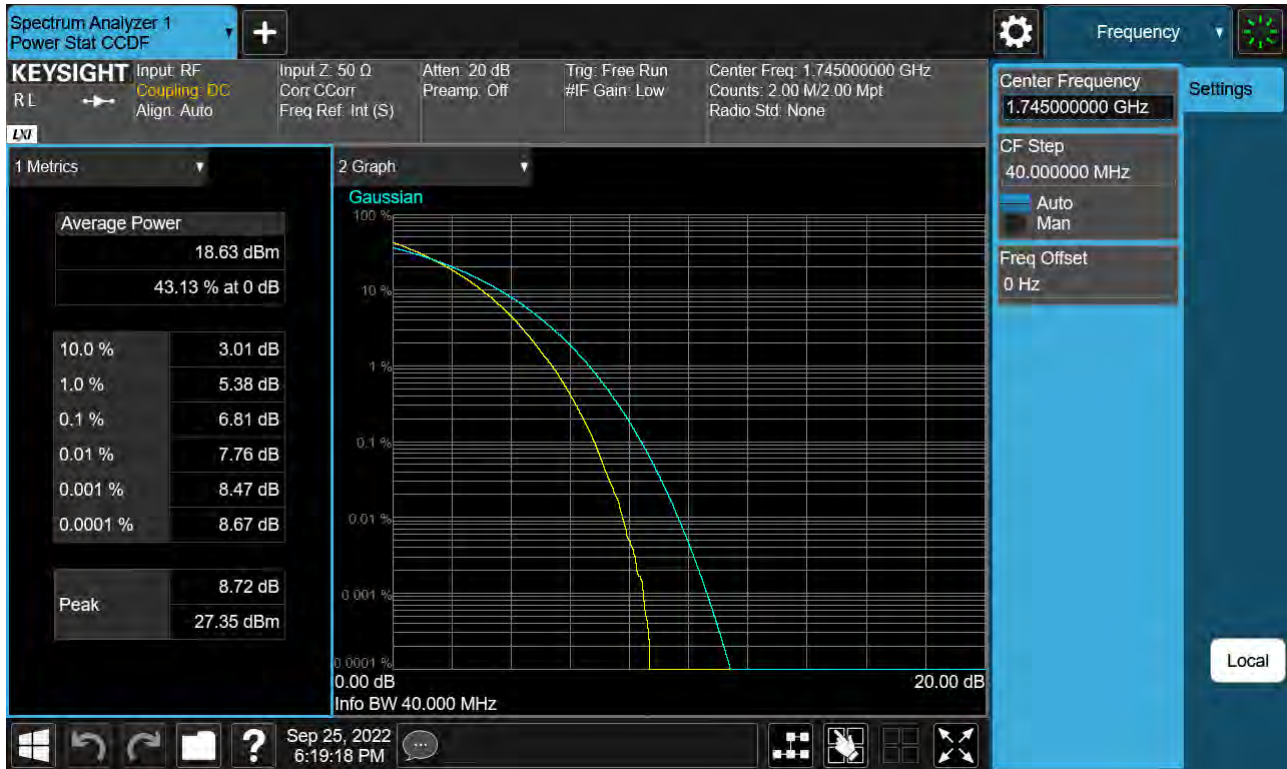 Spectrum Analyzer 1
Power Stat CCDF
+
Frequency
KEYSIGHT
RL
LXI
Input: RF
Coupling: DC
Align: Auto
Input Z: 50 Ω
Corr CCorr
Freq Ref: Int (S)
Atten: 20 dB
Preamp: Off
Trig: Free Run
#IF Gain: Low
Center Freq: 1.745000000 GHz
Counts: 2.00 M/2.00 Mpt
Radio Std: None
Center Frequency
1.745000000 GHz
Settings
CF Step
40.000000 MHz
Auto
Man
Freq Offset
0 Hz
1 Metrics
Average Power
18.63 dBm
43.13 % at 0 dB
10.0 % 3.01 dB
1.0 % 5.38 dB
0.1 % 6.81 dB
0.01 % 7.76 dB
0.001 % 8.47 dB
0.0001 % 8.67 dB
Peak
8.72 dB
27.35 dBm
2 Graph
Gaussian
100 %
10 %
1 %
0.1 %
0.01 %
0.001 %
0.0001 %
0.00 dB 20.00 dB
Info BW 40.000 MHz
Local
?
Sep 25, 2022
6:19:18 PM